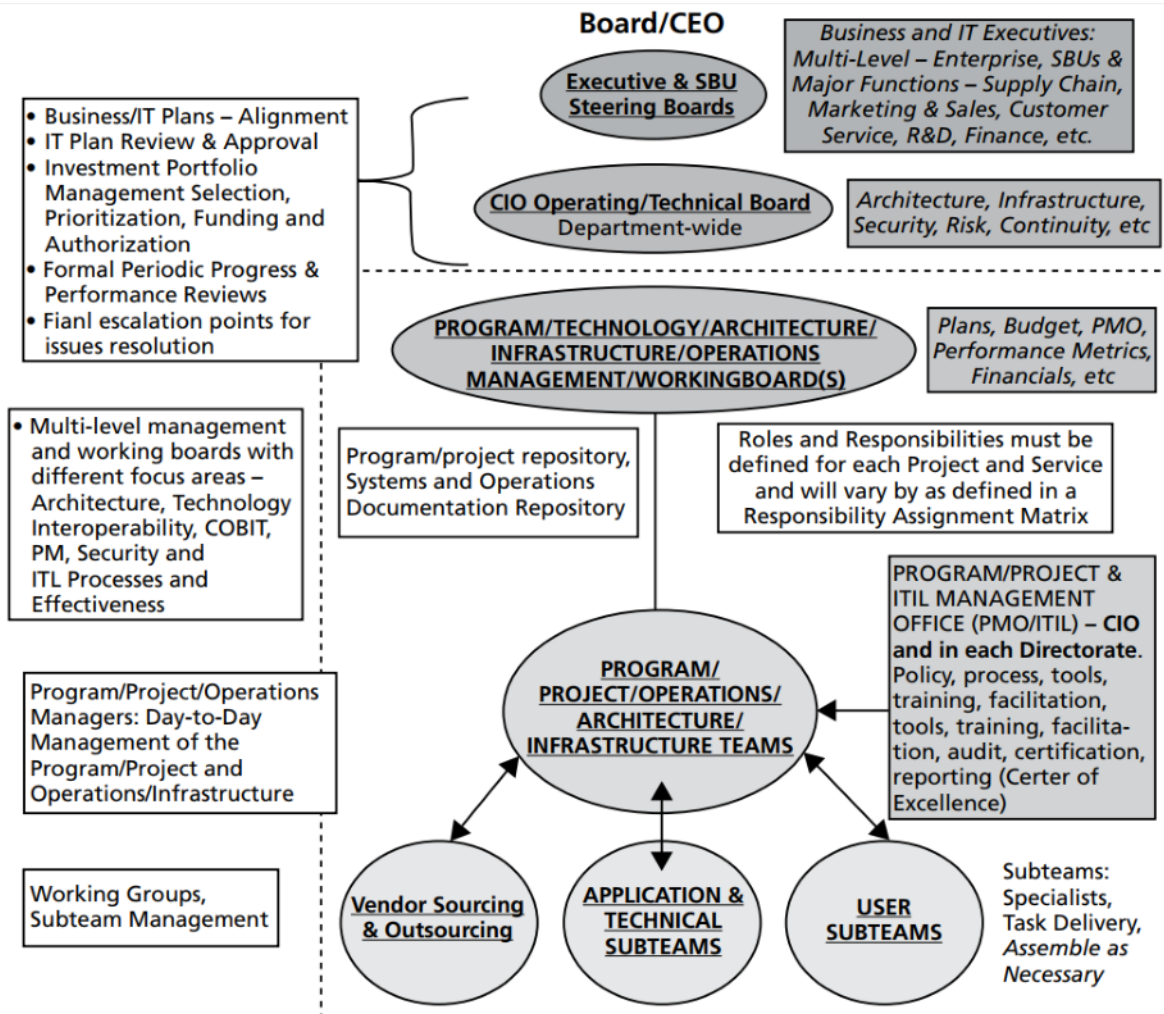 Board/CEO
Executive & SBU
Steering Boards
Business and IT Executives:
Multi-Level – Enterprise, SBUs &
Major Functions – Supply Chain,
Marketing & Sales, Customer
Service, R&D, Finance, etc.
• Business/IT Plans – Alignment
• IT Plan Review & Approval
• Investment Portfolio
Management Selection,
Prioritization, Funding and
Authorization
• Formal Periodic Progress &
Performance Reviews
• Fianl escalation points for
issues resolution
CIO Operating/Technical Board
Department-wide
Architecture, Infrastructure,
Security, Risk, Continuity, etc
PROGRAM/TECHNOLOGY/ARCHITECTURE/
INFRASTRUCTURE/OPERATIONS
MANAGEMENT/WORKINGBOARD(S)
Plans, Budget, PMO,
Performance Metrics,
Financials, etc
• Multi-level management
and working boards with
different focus areas –
Architecture, Technology
Interoperability, COBIT,
PM, Security and
ITL Processes and
Effectiveness
Program/project repository,
Systems and Operations
Documentation Repository
Roles and Responsibilities must be
defined for each Project and Service
and will vary by as defined in a
Responsibility Assignment Matrix
PROGRAM/PROJECT &
ITIL MANAGEMENT
OFFICE (PMO/ITIL) – CIO
and in each Directorate.
Policy, process, tools,
training, facilitation,
tools, training, facilita-
tion, audit, certification,
reporting (Certer of
Excellence)
PROGRAM/
PROJECT/OPERATIONS/
ARCHITECTURE/
INFRASTRUCTURE TEAMS
Program/Project/Operations
Managers: Day-to-Day
Management of the
Program/Project and
Operations/Infrastructure
Working Groups,
Subteam Management
Vendor Sourcing
& Outsourcing
APPLICATION &
TECHNICAL
SUBTEAMS
USER
SUBTEAMS
Subteams:
Specialists,
Task Delivery,
Assemble as
Necessary